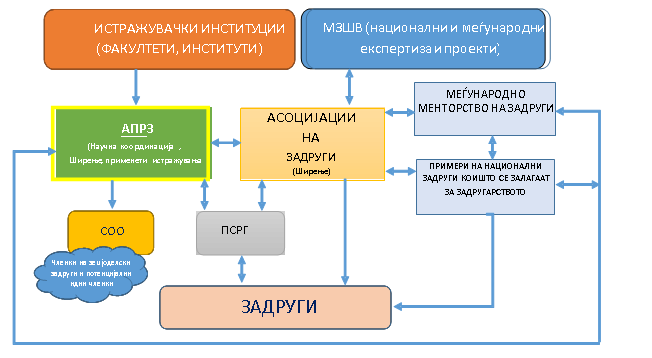 ИСТРАЖУВАЧКИ ИНСТИТУЦИИ
(ФАКУЛТЕТИ, ИНСТИТУТИ)
МЗШВ (национални и меѓународни
експертиза и проекти)
АПРЗ
(Научна координација ,
Ширење, применети истражувања
АСОЦИЈАЦИИ
НА
ЗАДРУГИ
(Ширење)
МЕЃУНАРОДНО
МЕНТОРСТВО НА ЗАДРУГИ
ПРИМЕРИ НА НАЦИОНАЛНИ
ЗАДРУГИ КОИШТО СЕ ЗАЛАГААТ
ЗА ЗАДРУГАРСТВОТО
СОО
ПСРГ
Членки на земјоделски
задруги и потенцијални
идни членки
ЗАДРУГИ